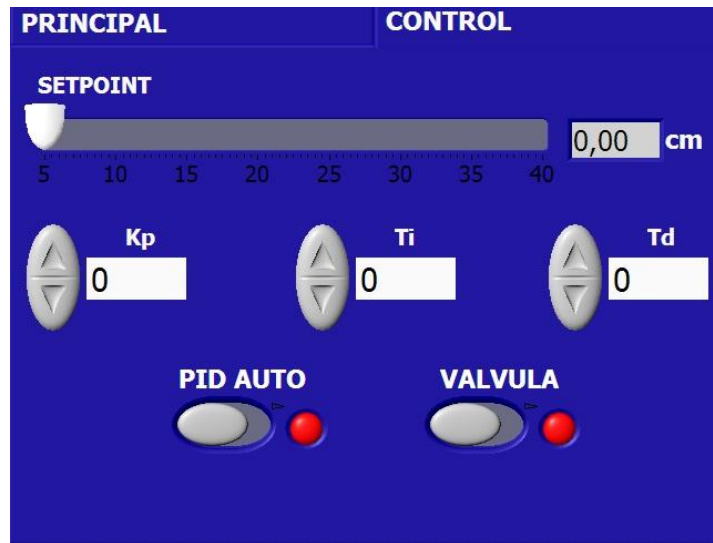 PRINCIPAL CONTROL
SETPOINT
0,00 cm
5 10 15 20 25 30 35 40
Kp Ti Td
0 0 0
PID AUTO VALVULA